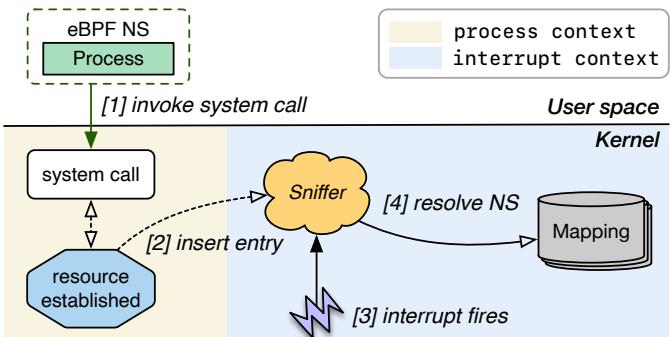 eBPF NS
Process
process context
interrupt context
[1] invoke system call
User space
Kernel
system call
Sniffer
[4] resolve NS
Mapping
[2] insert entry
resource
established
[3] interrupt fires